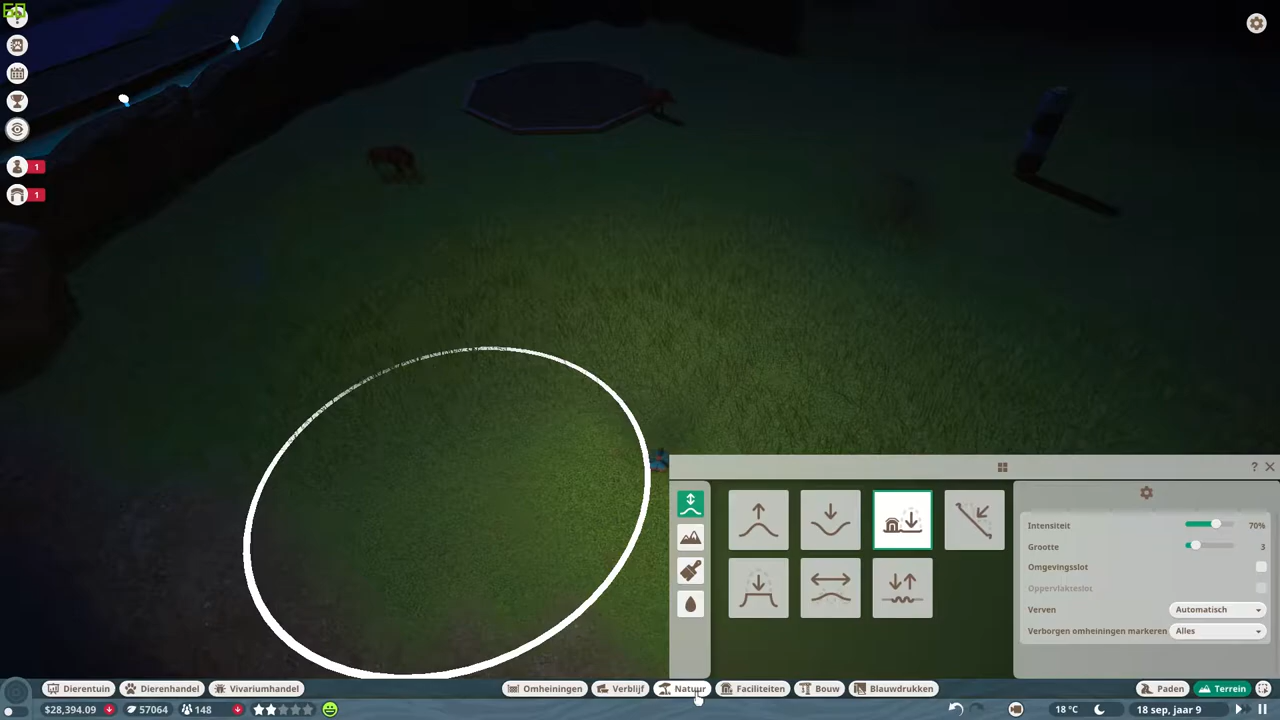 60
1
1
?
Intensiteit 70%
Grootte 3
Omgevingsslot
Oppervlakteslot
Verven Automatisch
Verborgen omheiningen markeren Alles
Dierentuin Dierenhandel Vivariumhandel Omheiningen Verblijf Natuur Faciliteiten Bouw Blauwdrukken Paden Terrein
$28,394.09 57064 148 18 °C 18 sep, jaar 9